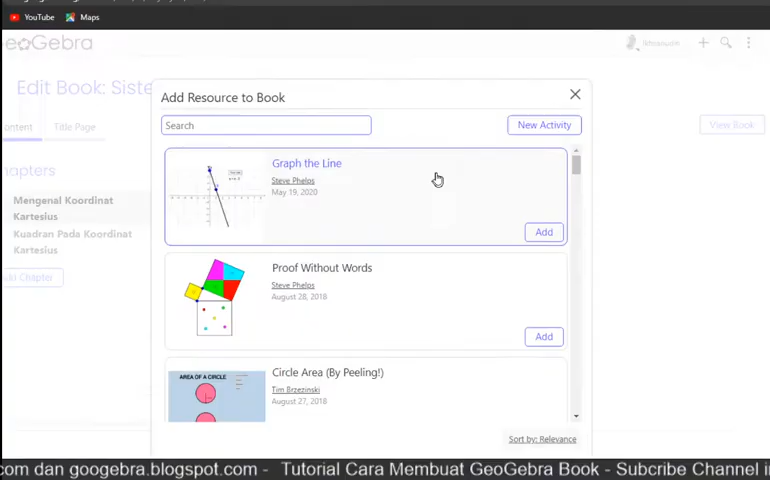 YouTube Maps
GeoGebra
Edit Book: Siste
Content Title Page View Book
Chapters
Mengenal Koordinat
Kartesius
Kuadran Pada Koordinat
Kartesius
Chapter
Add Resource to Book
Search New Activity
Graph the Line
Steve Phelps
May 19, 2020
Add
Proof Without Words
Steve Phelps
August 28, 2018
Add
AREA OF A CIRCLE
Circle Area (By Peeling!)
Tim Brzezinski
August 27, 2018
Sort by: Relevance
com dan googebra.blogspot.com - Tutorial Cara Membuat GeoGebra Book - Subcribe Channel i